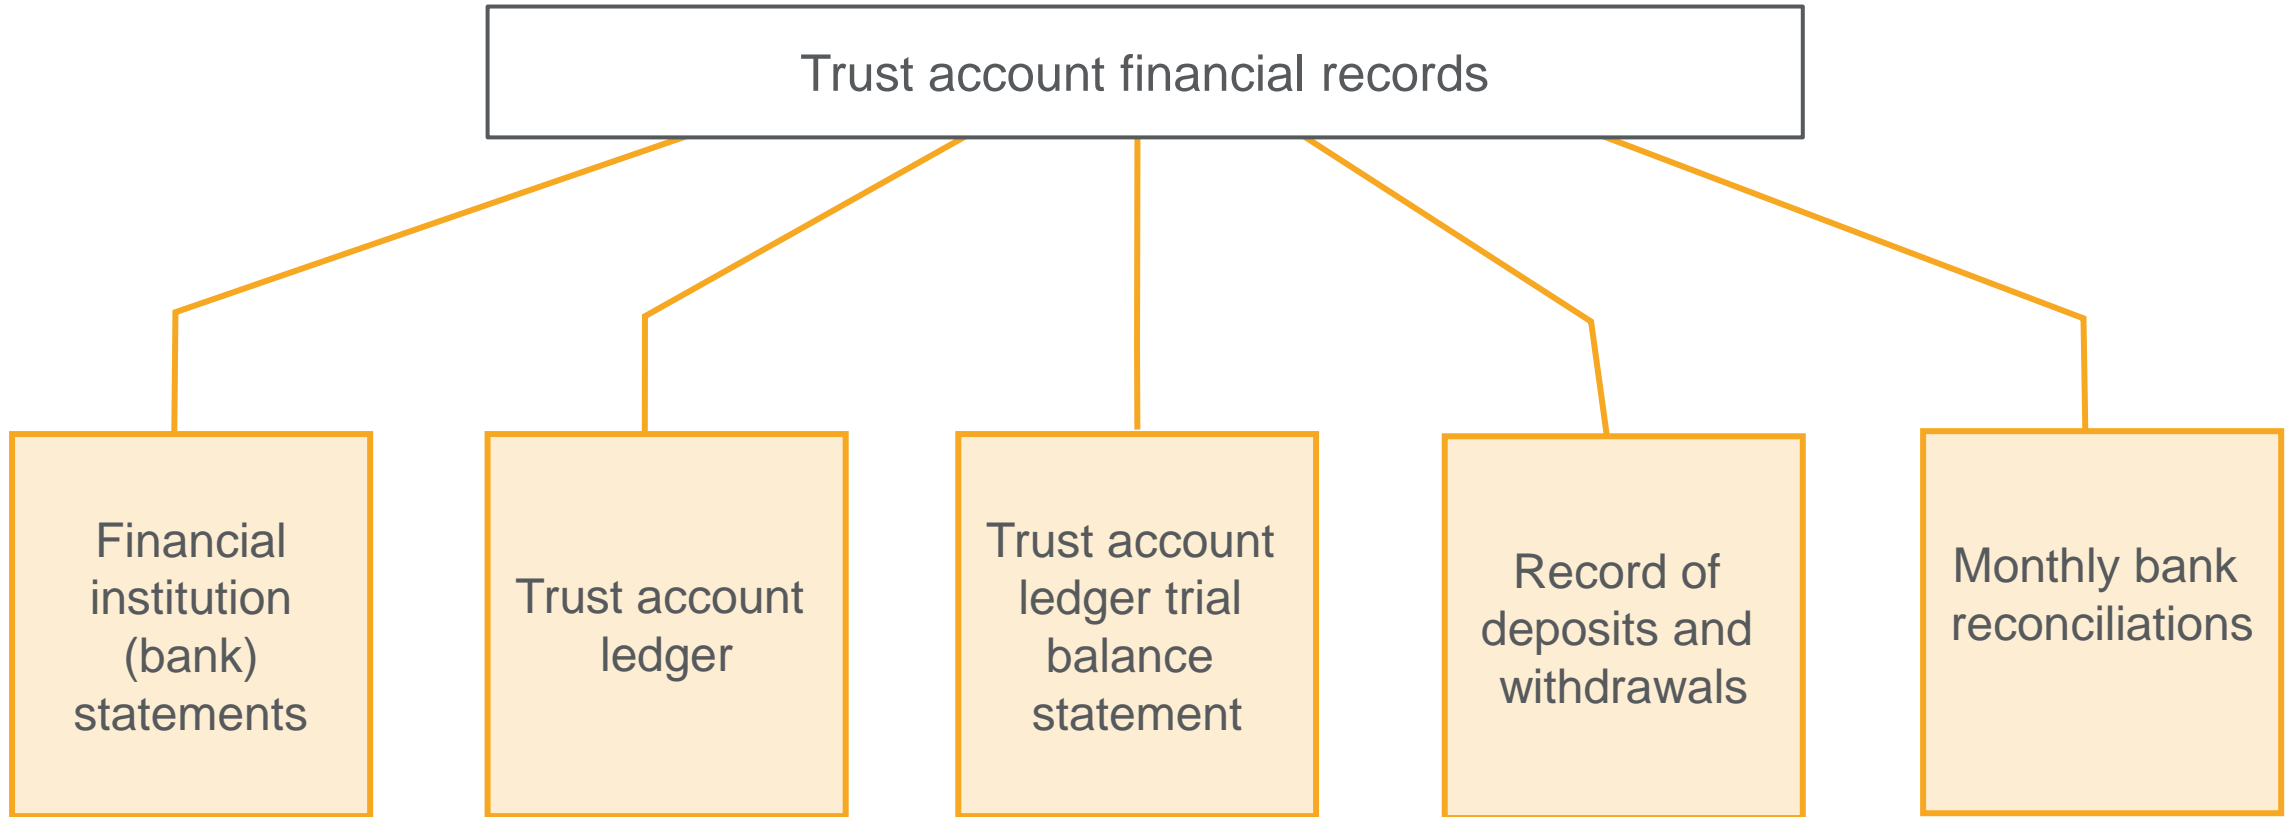 Trust account financial records
Financial
institution
(bank)
statements
Trust account
ledger
Trust account
ledger trial
balance
statement
Record of
deposits and
withdrawals
Monthly bank
reconciliations